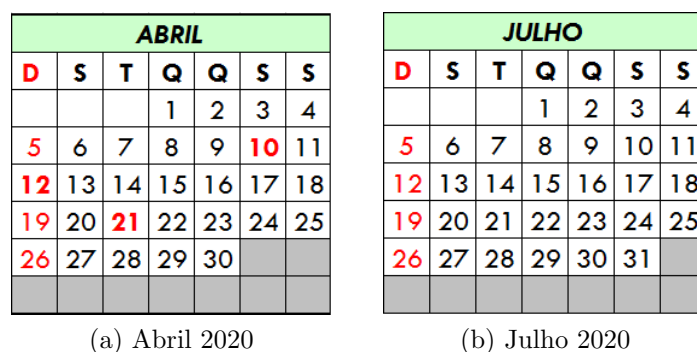 ABRIL
D S T Q Q S S
1 2 3 4
5 6 7 8 9 10 11
12 13 14 15 16 17 18
19 20 21 22 23 24 25
26 27 28 29 30
(a) Abril 2020
JULHO
D S T Q Q S S
1 2 3 4
5 6 7 8 9 10 11
12 13 14 15 16 17 18
19 20 21 22 23 24 25
26 27 28 29 30 31
(b) Julho 2020